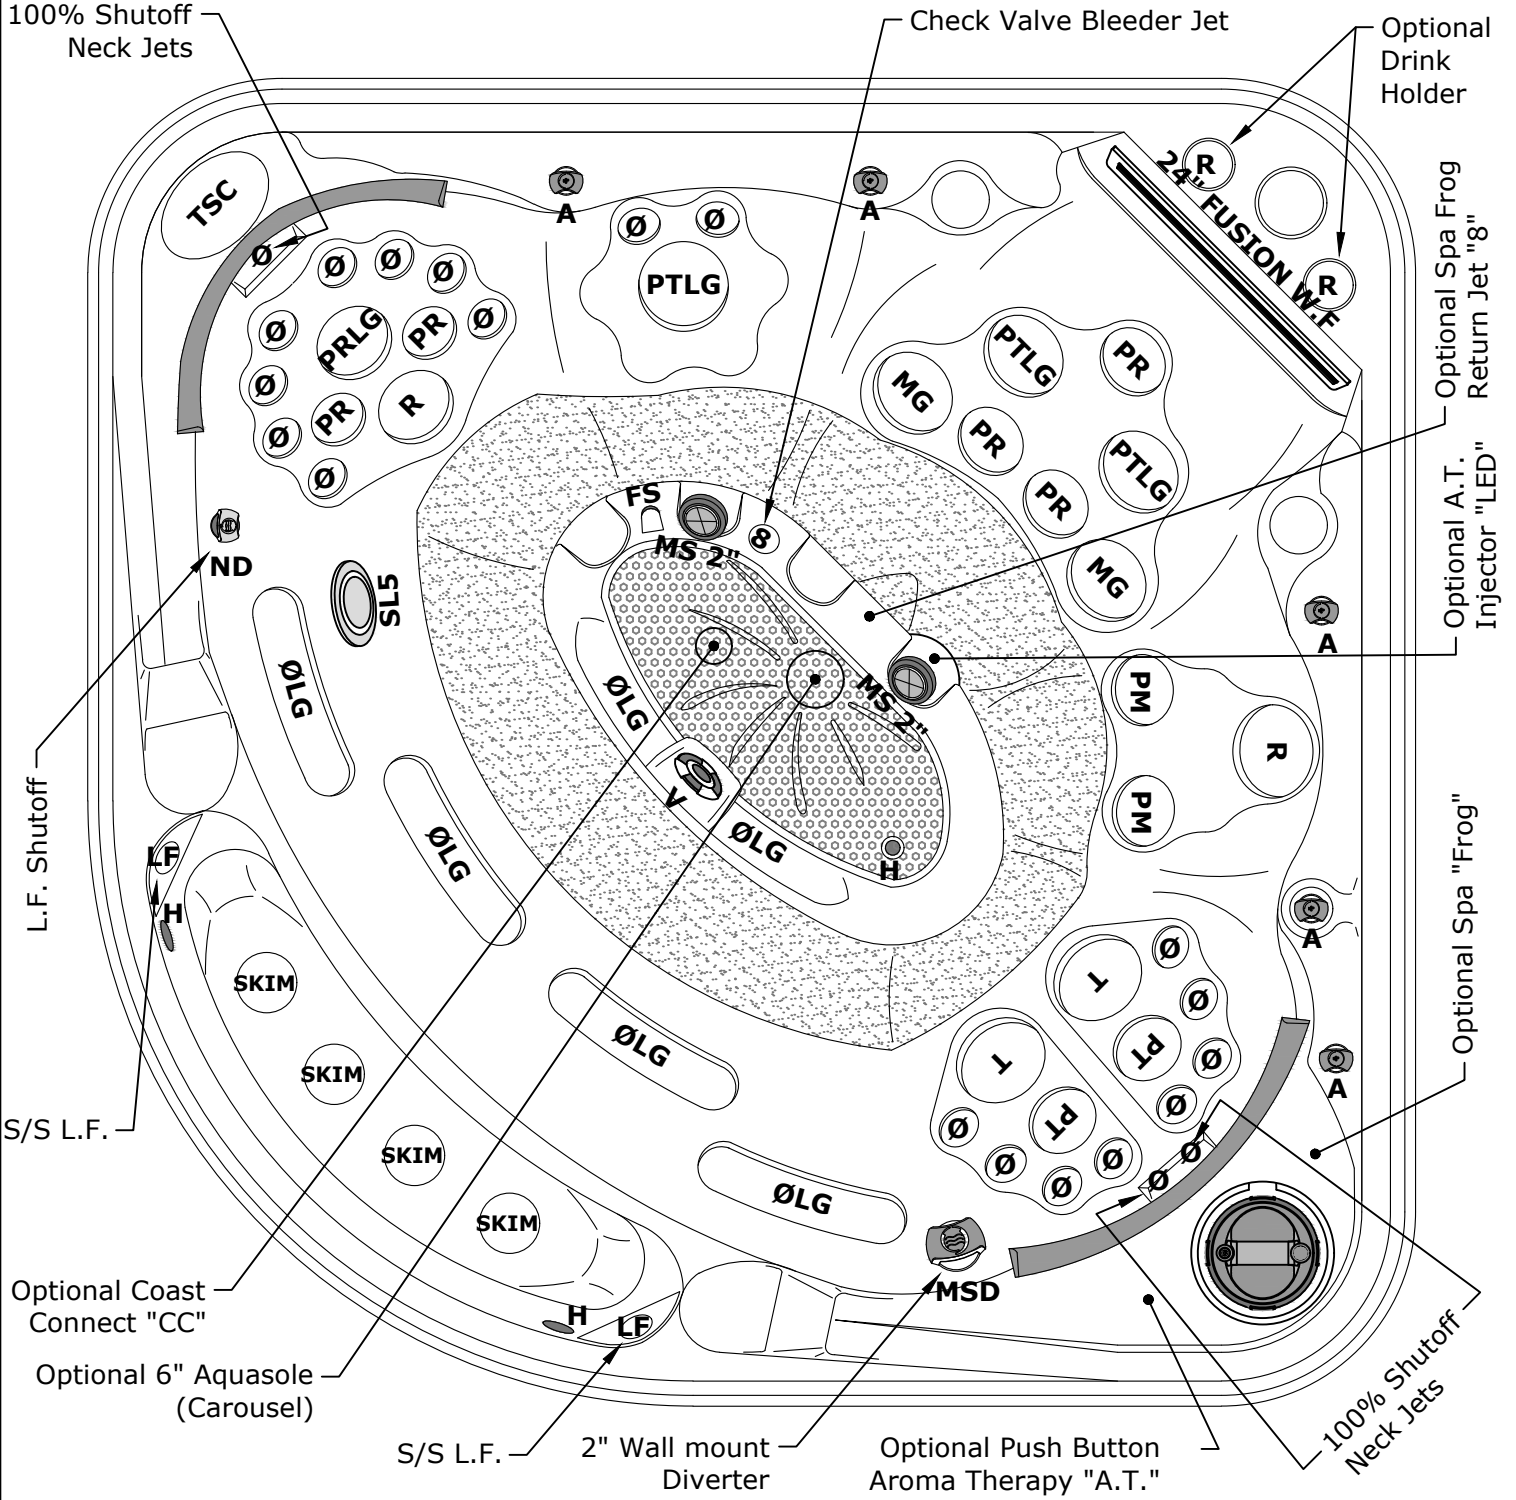 100% Shutoff
Neck Jets
Check Valve Bleeder Jet
Optional
Drink
Holder
TSC
A
A
R
R
24" FUSION W.F
Optional Spa Frog
Return Jet "8"
Ø
Ø
Ø
Ø
Ø
Ø
Ø
Ø
Ø
PRLG
PR
PR
R
Ø
Ø
Ø
PTLG
MG
PTLG
PR
PR
PTLG
PR
MG
Optional A.T.
Injector "LED"
FS
MS 2"
8
ND
SL5
A
ØLG
ØLG
MS 2"
PM
R
PM
L.F. Shutoff
V
ØLG
ØLG
H
LF
H
SKIM
SKIM
SKIM
SKIM
ØLG
ØLG
A
T
Ø
Ø
PT
Ø
Ø
T
PT
Ø
Ø
Ø
Ø
Ø
Ø
A
Optional Spa "Frog"
S/S L.F.
MSD
H
LF
Optional Coast
Connect "CC"
Optional 6" Aquasole
(Carousel)
S/S L.F.
2" Wall mount
Diverter
Optional Push Button
Aroma Therapy "A.T."
100% Shutoff
Neck Jets